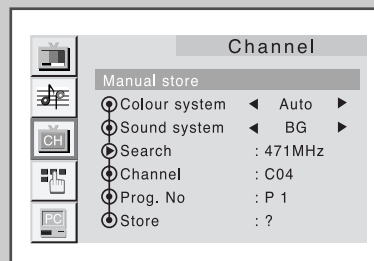 Channel
Manual store
Colour system ◀ Auto ▶
Sound system ◀ BG ▶
Search : 471MHz
CH
Channel : C04
Prog. No : P 1
PC
Store : ?